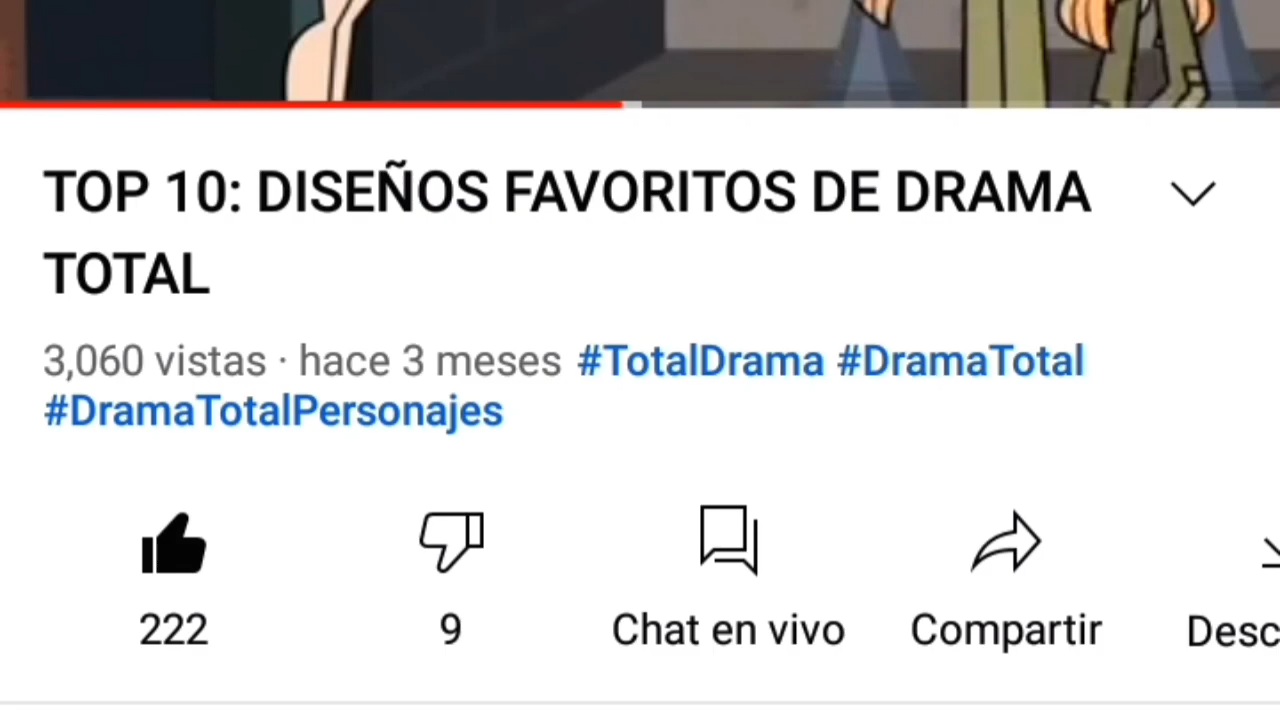 TOP 10: DISEÑOS FAVORITOS DE DRAMA
TOTAL
3,060 vistas · hace 3 meses #TotalDrama #DramaTotal
#DramaTotalPersonajes
222
9
Chat en vivo
Compartir
Desc